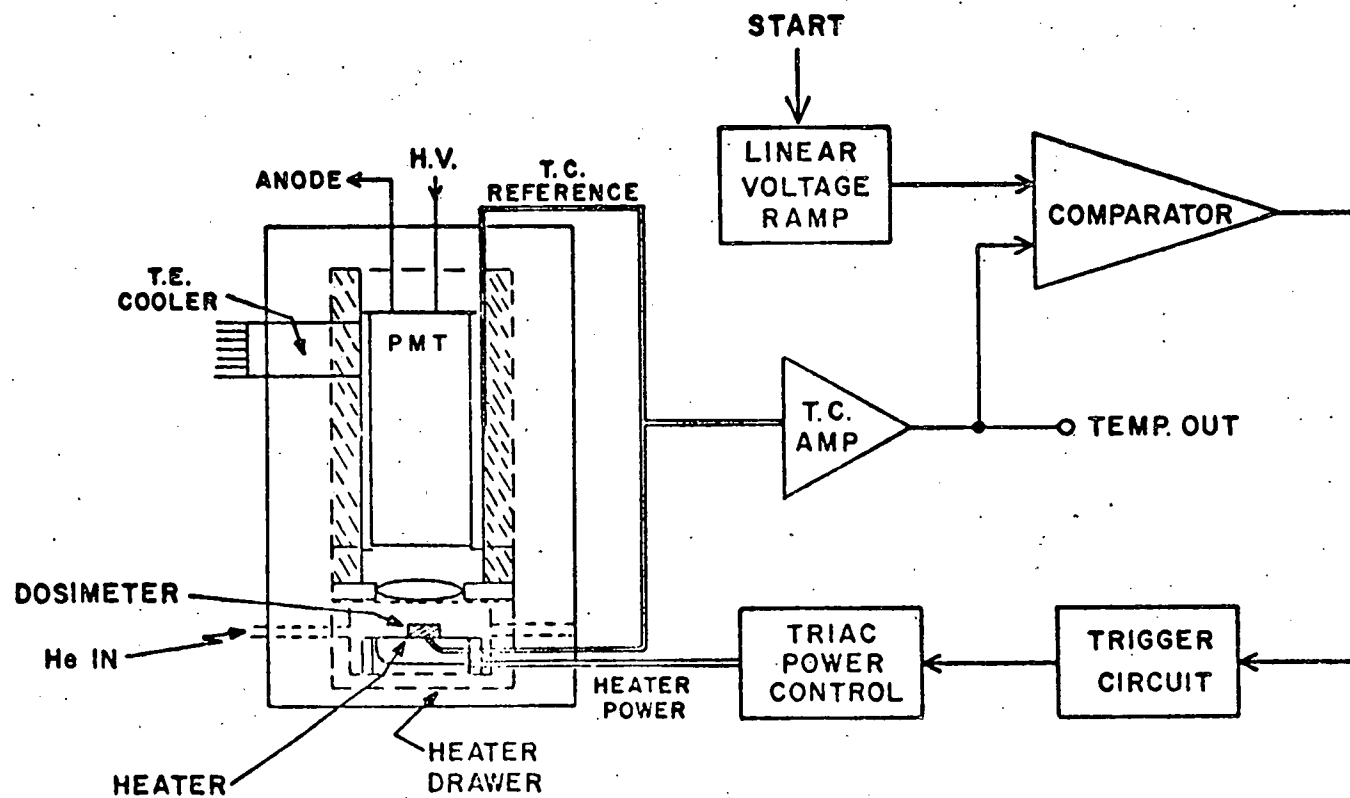 START
LINEAR
VOLTAGE
RAMP
COMPARATOR
H.V.
ANODE
T.C.
REFERENCE
T.E.
COOLER
PMT
T.C.
AMP
TEMP. OUT
DOSIMETER
He IN
HEATER
POWER
TRIAC
POWER
CONTROL
TRIGGER
CIRCUIT
HEATER
HEATER
DRAWER